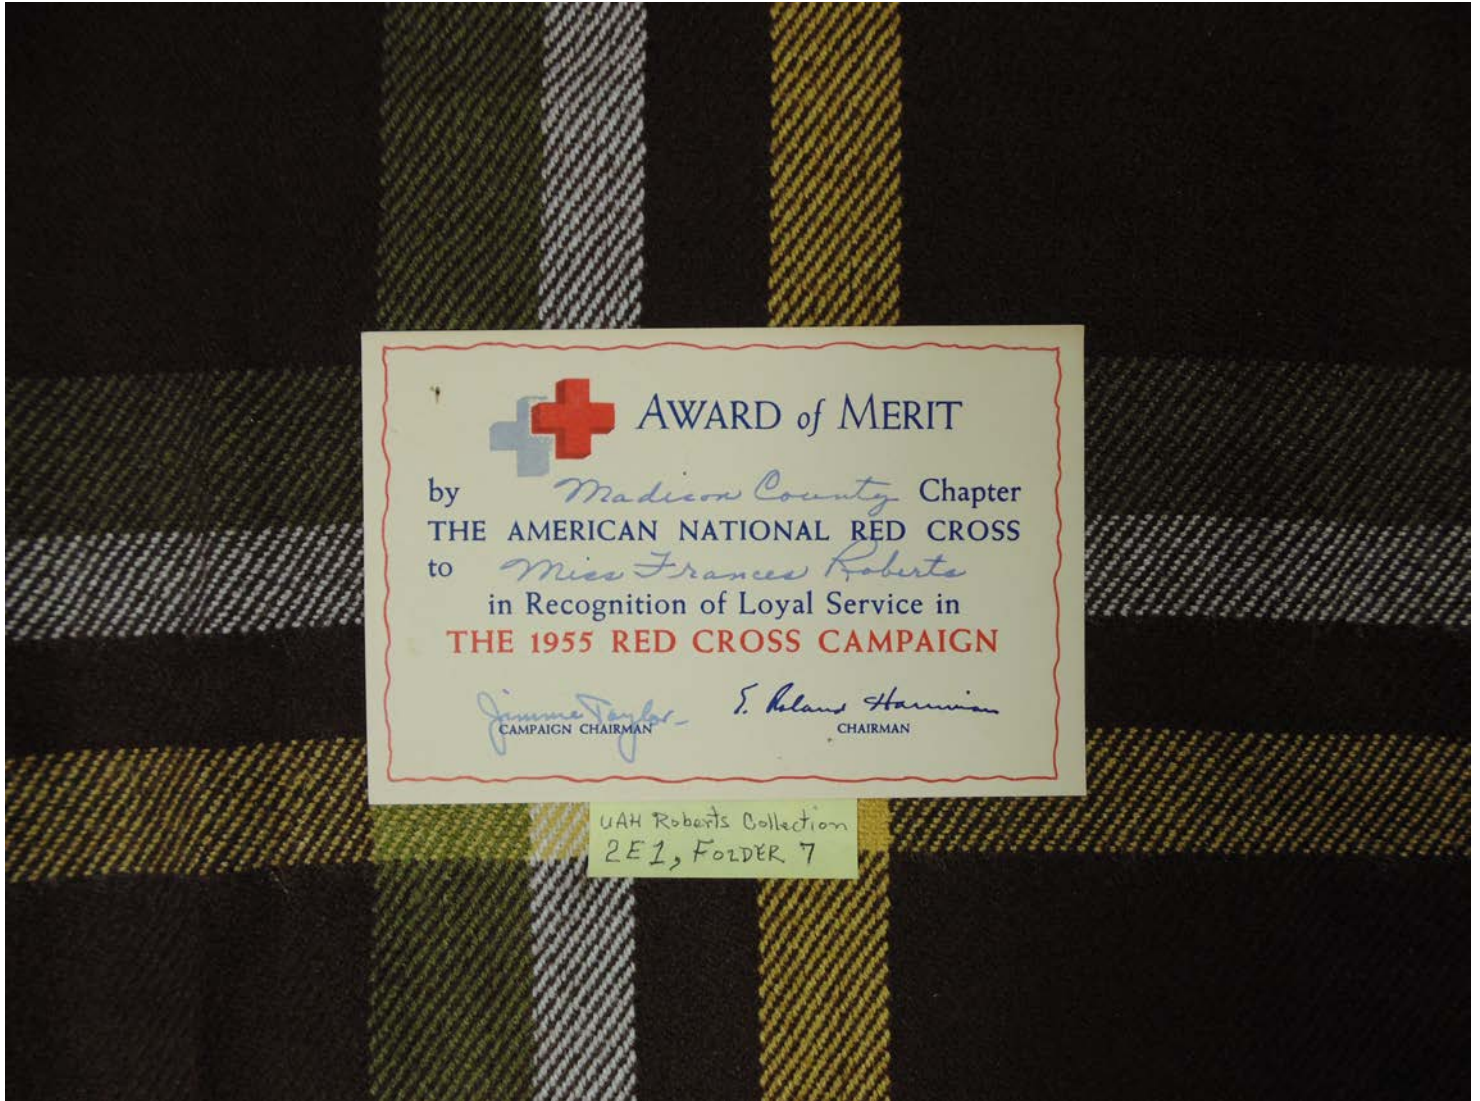 AWARD of MERIT
by Madison County Chapter
THE AMERICAN NATIONAL RED CROSS
to Miss Frances Roberts
in Recognition of Loyal Service in
THE 1955 RED CROSS CAMPAIGN
Jimmie Taylor E. Roland Harriman
CAMPAIGN CHAIRMAN CHAIRMAN
UAH Roberts Collection
2E1, FOLDER 7